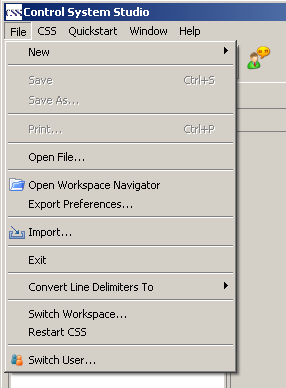 CSS Control System Studio
File CSS Quickstart Window Help
New
Save Ctrl+S
Save As...
Print... Ctrl+P
Open File...
Open Workspace Navigator
Export Preferences...
Import...
Exit
Convert Line Delimiters To
Switch Workspace...
Restart CSS
Switch User...